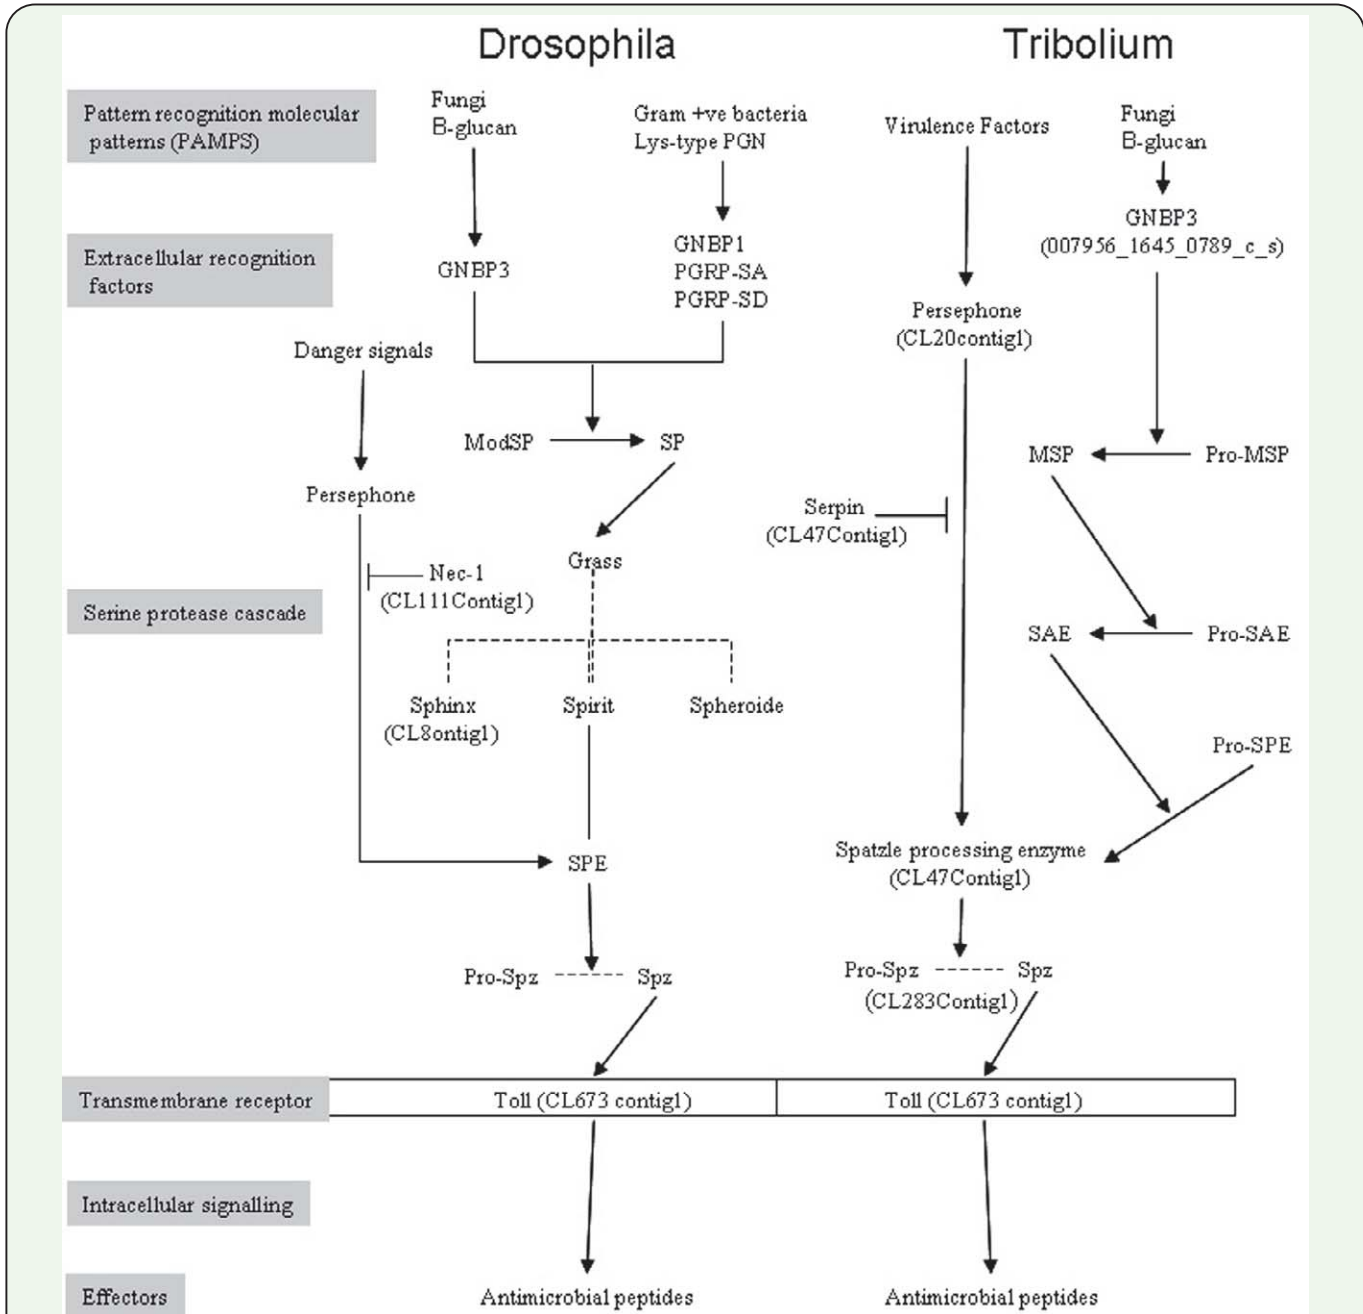 Drosophila
Tribolium
Pattern recognition molecular
patterns (PAMPS)
Fungi
B-glucan
Gram +ve bacteria
Lys-type PGN
Virulence Factors
Fungi
B-glucan
Extracellular recognition
factors
GNBP3
GNBP1
PGRP-SA
PGRP-SD
GNBP3
(007956_1645_0789_c_s)
Persephone
(CL20contig1)
Danger signals
ModSP
SP
MSP
Pro-MSP
Persephone
Serpin
(CL47Contig1)
Grass
Nec-1
(CL111Contig1)
Serine protease cascade
SAE
Pro-SAE
Sphinx
(CL8ontig1)
Spirit
Spheroide
Pro-SPE
SPE
Spatzle processing enzyme
(CL47Contig1)
Pro-Spz
Spz
Pro-Spz
Spz
(CL283Contig1)
Transmembrane receptor
Toll (CL673 contig1)
Toll (CL673 contig1)
Intracellular signalling
Effectors
Antimicrobial peptides
Antimicrobial peptides